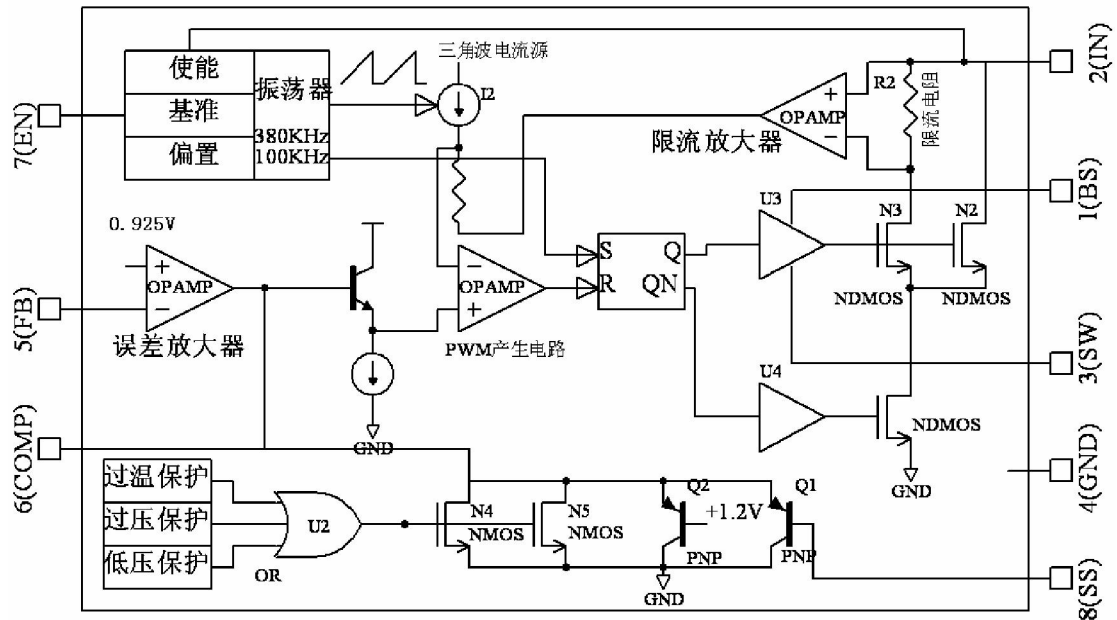 使能
基准
偏置
振荡器
380KHz
100KHz
三角波电流源
I2
OPAMP
+
−
限流放大器
R2
限流电阻
2(IN)
7(EN)
1(BS)
0.925V
+
−
OPAMP
误差放大器
5(FB)
−
OPAMP
+
PWM产生电路
S
R
Q
QN
U3
N3
N2
NDMOS
NDMOS
3(SW)
U4
NDMOS
GND
GND
6(COMP)
4(GND)
过温保护
过压保护
低压保护
U2
OR
N4
NMOS
N5
NMOS
Q2
+1.2V
PNP
Q1
PNP
GND
8(SS)